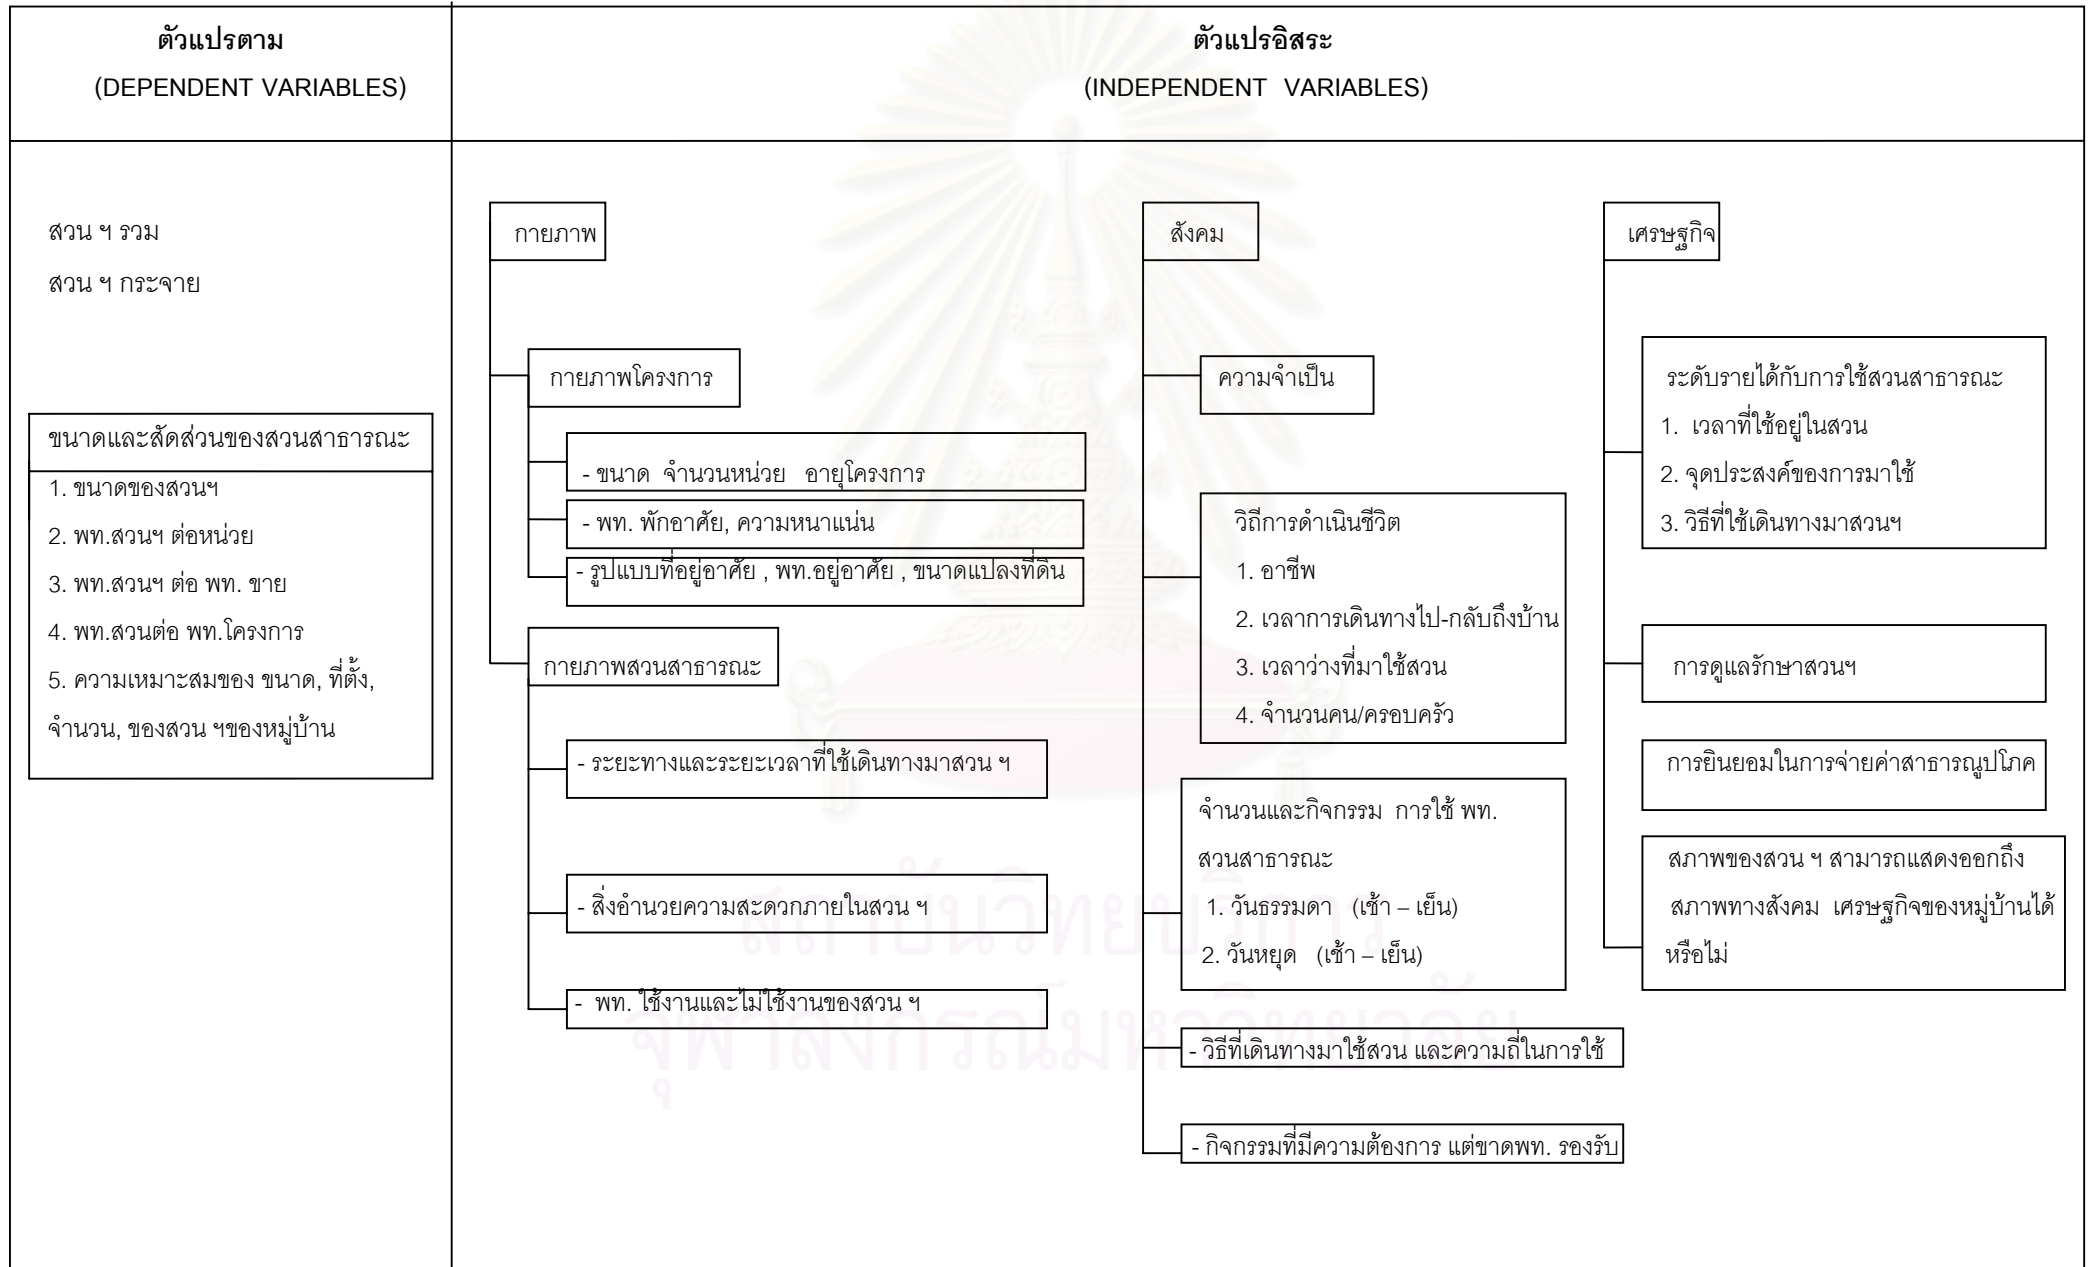 ตัวแปรตาม
(DEPENDENT VARIABLES)
ตัวแปรอิสระ
(INDEPENDENT VARIABLES)
สวน ฯ รวม
สวน ฯ กระจาย
ขนาดและสัดส่วนของสวนสาธารณะ
1. ขนาดของสวนฯ
2. พท.สวนฯ ต่อหน่วย
3. พท.สวนฯ ต่อ พท. ขาย
4. พท.สวนต่อ พท.โครงการ
5. ความเหมาะสมของ ขนาด, ที่ตั้ง,
จำนวน, ของสวน ฯของหมู่บ้าน
กายภาพ
กายภาพโครงการ
- ขนาด จำนวนหน่วย อายุโครงการ
- พท. พักอาศัย, ความหนาแน่น
- รูปแบบที่อยู่อาศัย , พท.อยู่อาศัย , ขนาดแปลงที่ดิน
กายภาพสวนสาธารณะ
- ระยะทางและระยะเวลาที่ใช้เดินทางมาสวน ฯ
- สิ่งอำนวยความสะดวกภายในสวน ฯ
- พท. ใช้งานและไม่ใช้งานของสวน ฯ
สังคม
ความจำเป็น
วิถีการดำเนินชีวิต
1. อาชีพ
2. เวลาการเดินทางไป-กลับถึงบ้าน
3. เวลาว่างที่มาใช้สวน
4. จำนวนคน/ครอบครัว
จำนวนและกิจกรรม การใช้ พท.
สวนสาธารณะ
1. วันธรรมดา (เช้า – เย็น)
2. วันหยุด (เช้า – เย็น)
- วิธีที่เดินทางมาใช้สวน และความถี่ในการใช้
- กิจกรรมที่มีความต้องการ แต่ขาดพท. รองรับ
เศรษฐกิจ
ระดับรายได้กับการใช้สวนสาธารณะ
1. เวลาที่ใช้อยู่ในสวน
2. จุดประสงค์ของการมาใช้
3. วิธีที่ใช้เดินทางมาสวนฯ
การดูแลรักษาสวนฯ
การยินยอมในการจ่ายค่าสาธารณูปโภค
สภาพของสวน ฯ สามารถแสดงออกถึง
สภาพทางสังคม เศรษฐกิจของหมู่บ้านได้
หรือไม่
สถาบันวิทยบริการ
จุฬาลงกรณ์มหาวิทยาลัย